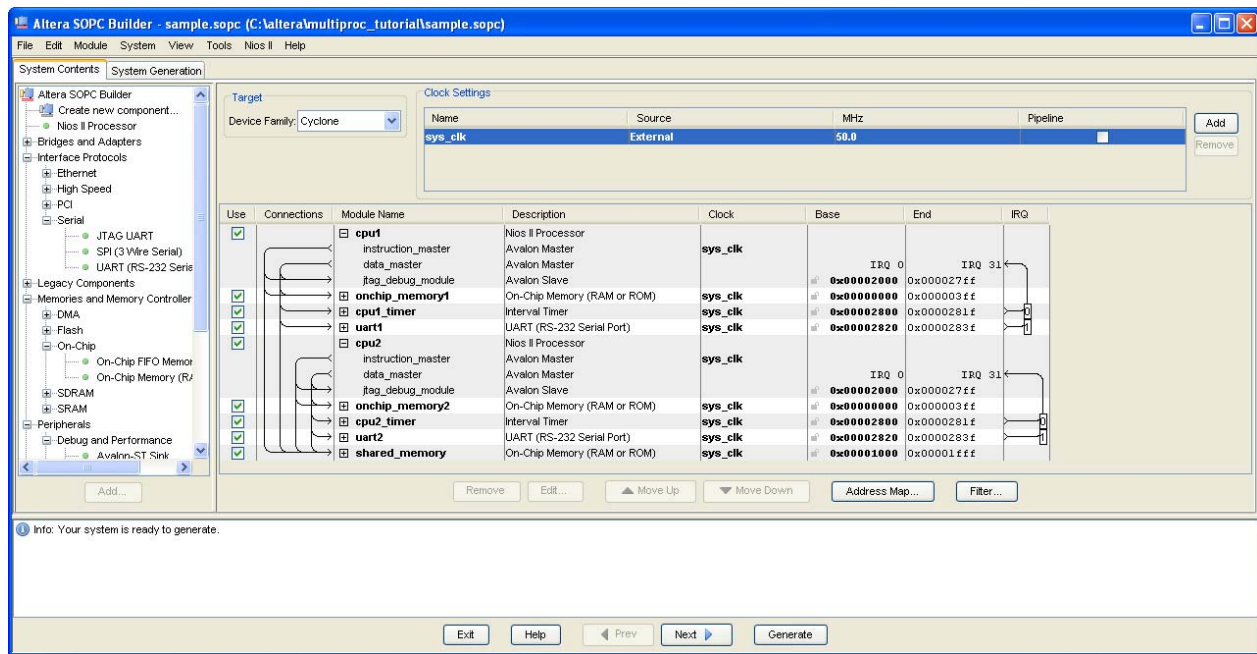 Altera SOPC Builder - sample.sopc (C:\altera\multiproc_tutorial\sample.sopc)
File Edit Module System View Tools Nios II Help
System Contents System Generation
Altera SOPC Builder
Create new component...
Nios II Processor
Bridges and Adapters
Interface Protocols
Ethernet
High Speed
PCI
Serial
JTAG UART
SPI (3 Wire Serial)
UART (RS-232 Serie
Legacy Components
Memories and Memory Controller
DMA
Flash
On-Chip
On-Chip FIFO Memor
On-Chip Memory (RA
SDRAM
SRAM
Peripherals
Debug and Performance
Avalon-ST Sink
Add...
Target
Device Family: Cyclone
Clock Settings
Name Source MHz Pipeline
sys_clk External 50.0
Add
Remove
Use Connections Module Name Description Clock Base End IRQ
cpu1 Nios II Processor
instruction_master Avalon Master sys_clk
data_master Avalon Master IRQ 0 IRQ 31
jtag_debug_module Avalon Slave 0x00002000 0x000027ff
onchip_memory1 On-Chip Memory (RAM or ROM) sys_clk 0x00000000 0x000003ff
cpu1_timer Interval Timer sys_clk 0x00002800 0x0000281f 0
uart1 UART (RS-232 Serial Port) sys_clk 0x00002820 0x0000283f 1
cpu2 Nios II Processor
instruction_master Avalon Master sys_clk
data_master Avalon Master IRQ 0 IRQ 31
jtag_debug_module Avalon Slave 0x00002000 0x000027ff
onchip_memory2 On-Chip Memory (RAM or ROM) sys_clk 0x00000000 0x000003ff
cpu2_timer Interval Timer sys_clk 0x00002800 0x0000281f 0
uart2 UART (RS-232 Serial Port) sys_clk 0x00002820 0x0000283f 1
shared_memory On-Chip Memory (RAM or ROM) sys_clk 0x00001000 0x00001fff
Remove Edit... Move Up Move Down Address Map... Filter...
Info: Your system is ready to generate.
Exit Help Prev Next Generate